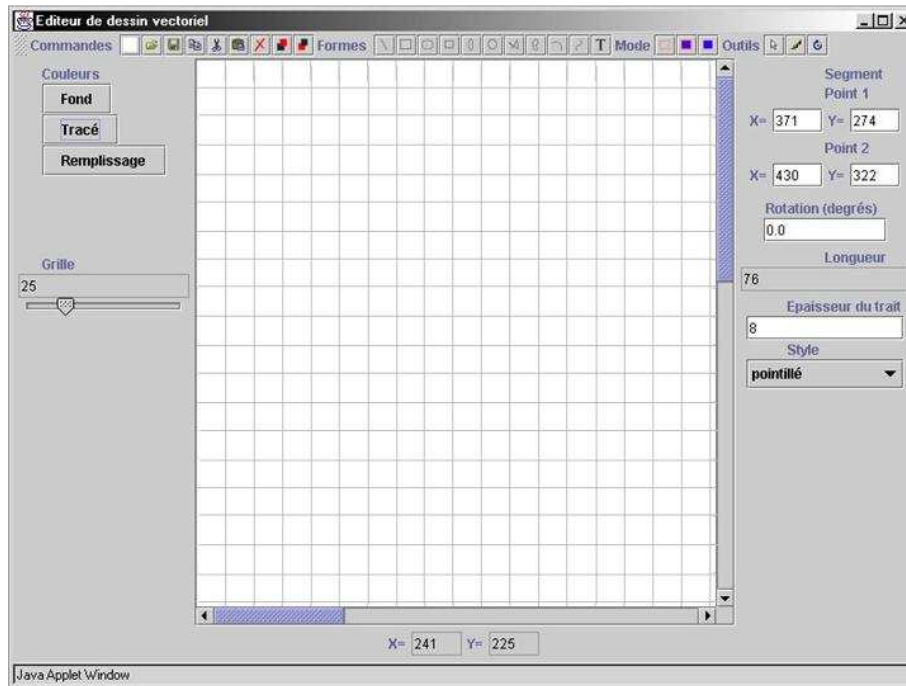 Editeur de dessin vectoriel
Commandes Formes T Mode Outils
Couleurs
Fond
Tracé
Remplissage
Grille
25
Segment
Point 1
X= 371 Y= 274
Point 2
X= 430 Y= 322
Rotation (degrés)
0.0
Longueur
76
Epaisseur du trait
8
Style
pointillé
X= 241 Y= 225
Java Applet Window